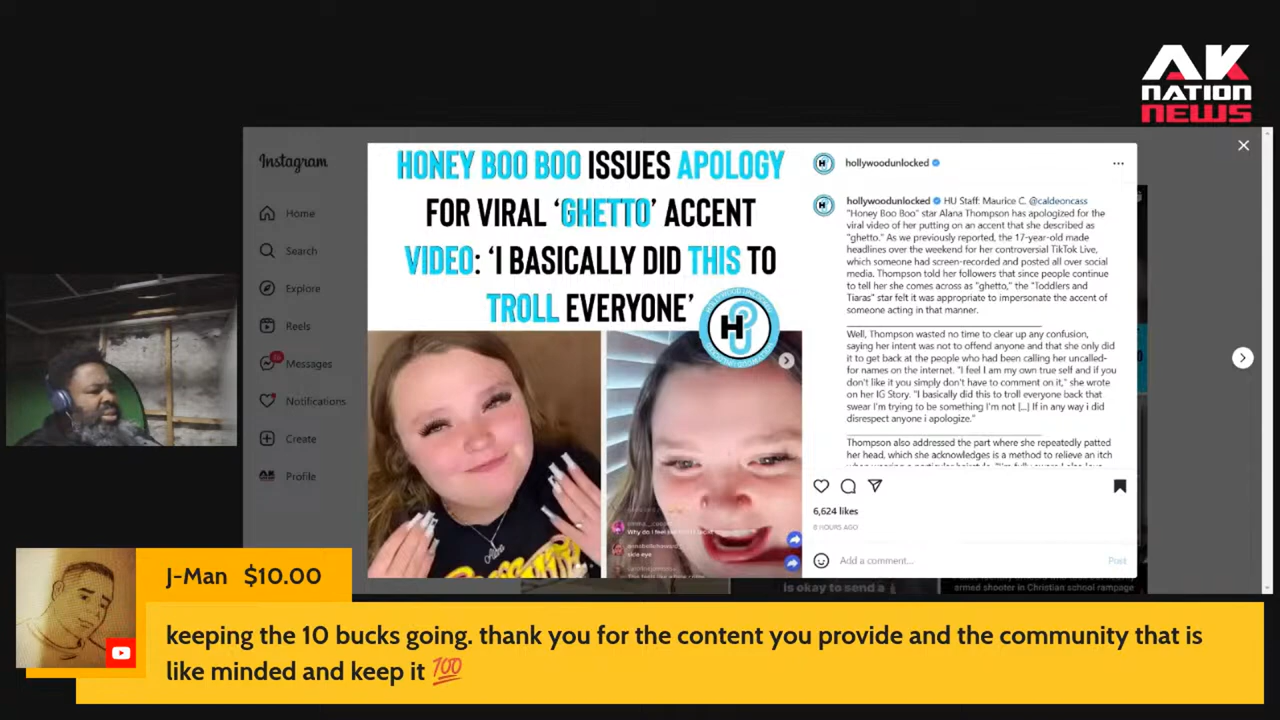 AK
NATION
NEWS
Instagram
Home
Search
Explore
Reels
Messages
Notifications
Create
Profile
HONEY BOO BOO ISSUES APOLOGY
FOR VIRAL ‘GHETTO’ ACCENT
VIDEO: ‘I BASICALLY DID THIS TO
TROLL EVERYONE’
H
hollywoodunlocked
hollywoodunlocked HU Staff: Maurice C. @caldeoncass
"Honey Boo Boo" star Alana Thompson has apologized for the
viral video of her putting on an accent that she described as
"ghetto." As we previously reported, the 17-year-old made
headlines over the weekend for her controversial TikTok Live,
which someone had screen-recorded and posted all over social
media. Thompson told her followers that since people continue
to tell her she comes across as "ghetto," the "Toddlers and
Tiaras" star felt it was appropriate to impersonate the accent of
someone acting in that manner.
Well, Thompson wasted no time to clear up any confusion,
saying her intent was not to offend anyone and that she only did
it to get back at the people who had been calling her uncalled-
for names on the internet. "I feel I am my own true self and if you
don't like it you simply don't have to comment on it," she wrote
on her IG Story. "I basically did this to troll everyone back that
swear I'm trying to be something I'm not [...] If in any way i did
disrespect anyone i apologize."
Thompson also addressed the part where she repeatedly patted
her head, which she acknowledges is a method to relieve an itch
6,624 likes
8 HOURS AGO
Add a comment...
Post
Why do I feel
side eye
is okay to send a
armed shooter in Christian school rampage
J-Man $10.00
keeping the 10 bucks going. thank you for the content you provide and the community that is
like minded and keep it 💯